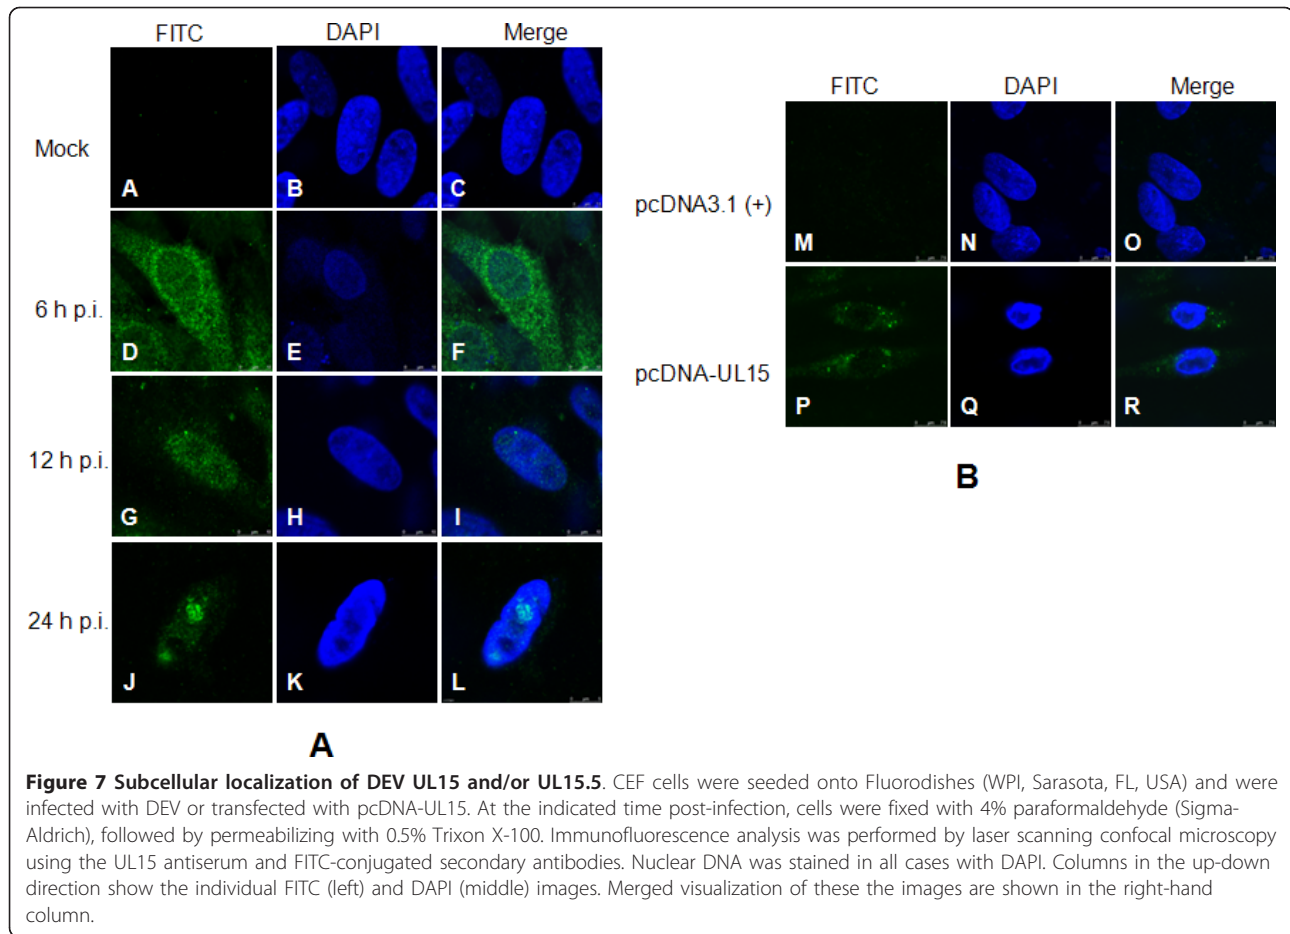 FITC DAPI Merge
Mock
A B C
6 h p.i.
D E F
12 h p.i.
G H I
24 h p.i.
J K L
A
FITC DAPI Merge
pcDNA3.1 (+)
M N O
pcDNA-UL15
P Q R
B
Figure 7 Subcellular localization of DEV UL15 and/or UL15.5. CEF cells were seeded onto Fluorodishes (WPI, Sarasota, FL, USA) and were
infected with DEV or transfected with pcDNA-UL15. At the indicated time post-infection, cells were fixed with 4% paraformaldehyde (Sigma-
Aldrich), followed by permeabilizing with 0.5% Trixon X-100. Immunofluorescence analysis was performed by laser scanning confocal microscopy
using the UL15 antiserum and FITC-conjugated secondary antibodies. Nuclear DNA was stained in all cases with DAPI. Columns in the up-down
direction show the individual FITC (left) and DAPI (middle) images. Merged visualization of these the images are shown in the right-hand
column.